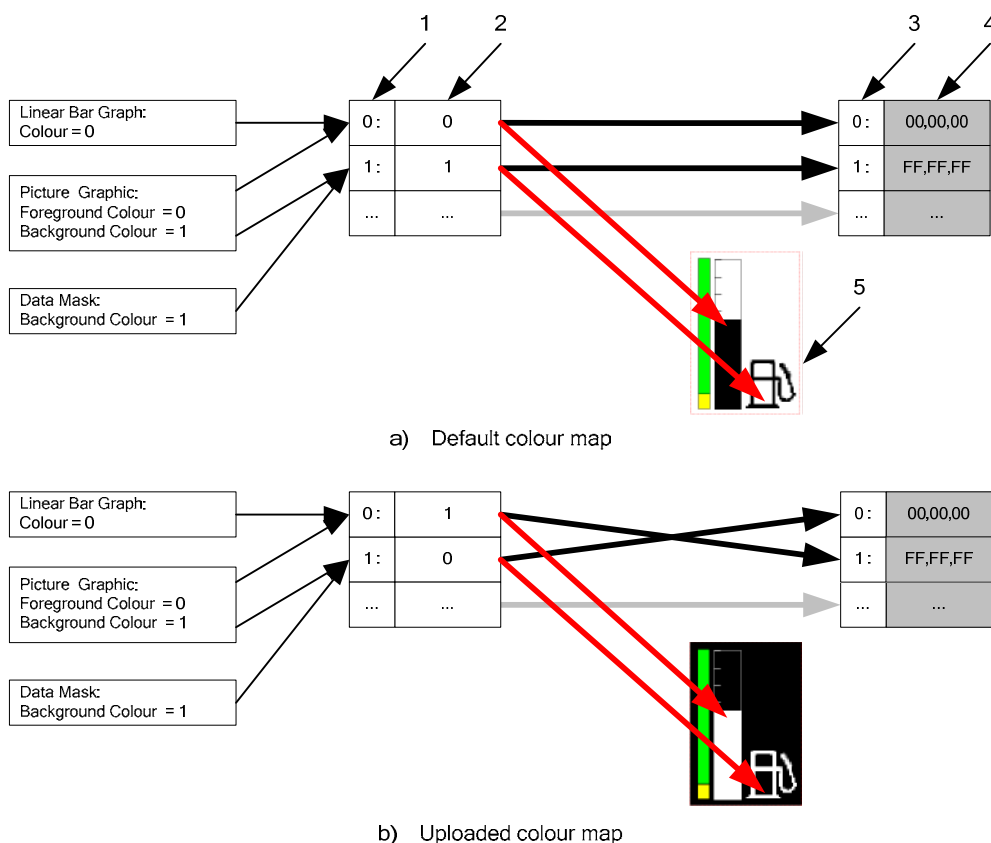 1 2 3 4
Linear Bar Graph:
Colour = 0
0: 0 0: 00,00,00
1: 1 1: FF,FF,FF
Picture Graphic:
Foreground Colour = 0
Background Colour = 1
... ... ... ...
Data Mask:
Background Colour = 1
5
a) Default colour map
Linear Bar Graph:
Colour = 0
0: 1 0: 00,00,00
1: 0 1: FF,FF,FF
Picture Graphic:
Foreground Colour = 0
Background Colour = 1
... ... ... ...
Data Mask:
Background Colour = 1
b) Uploaded colour map